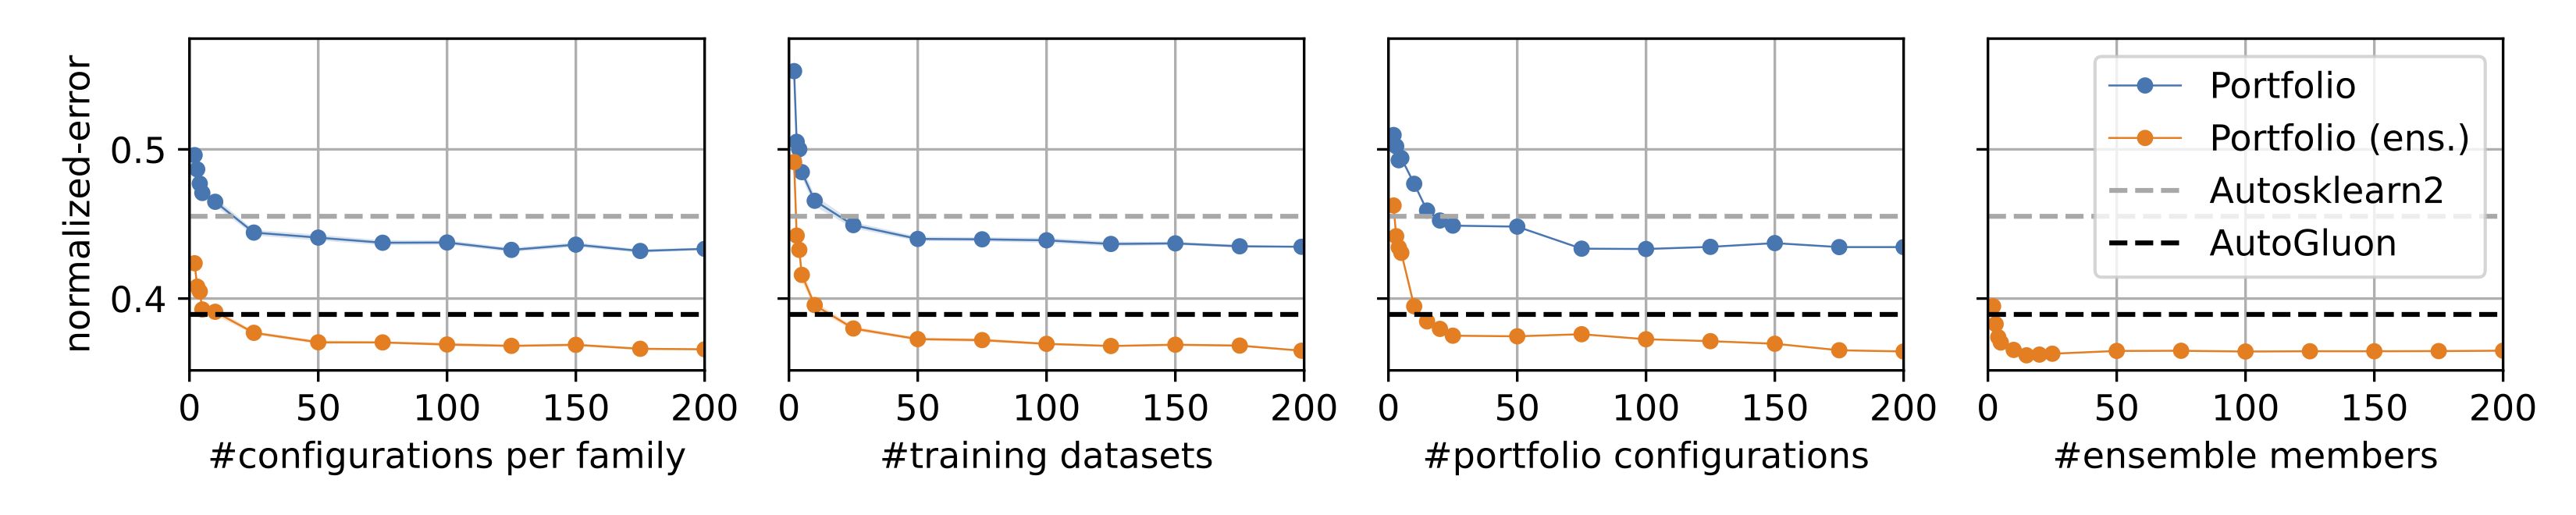 normalized-error
0.5
0.4
0 50 100 150 200
#configurations per family
0 50 100 150 200
#training datasets
0 50 100 150 200
#portfolio configurations
Portfolio
Portfolio (ens.)
Autosklearn2
AutoGluon
0 50 100 150 200
#ensemble members